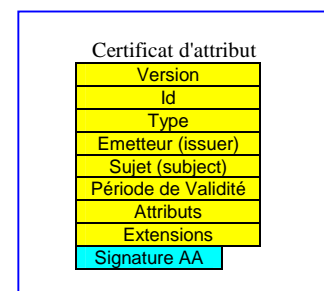 Certificat d'attribut
Version
Id
Type
Emetteur (issuer)
Sujet (subject)
Période de Validité
Attributs
Extensions
Signature AA